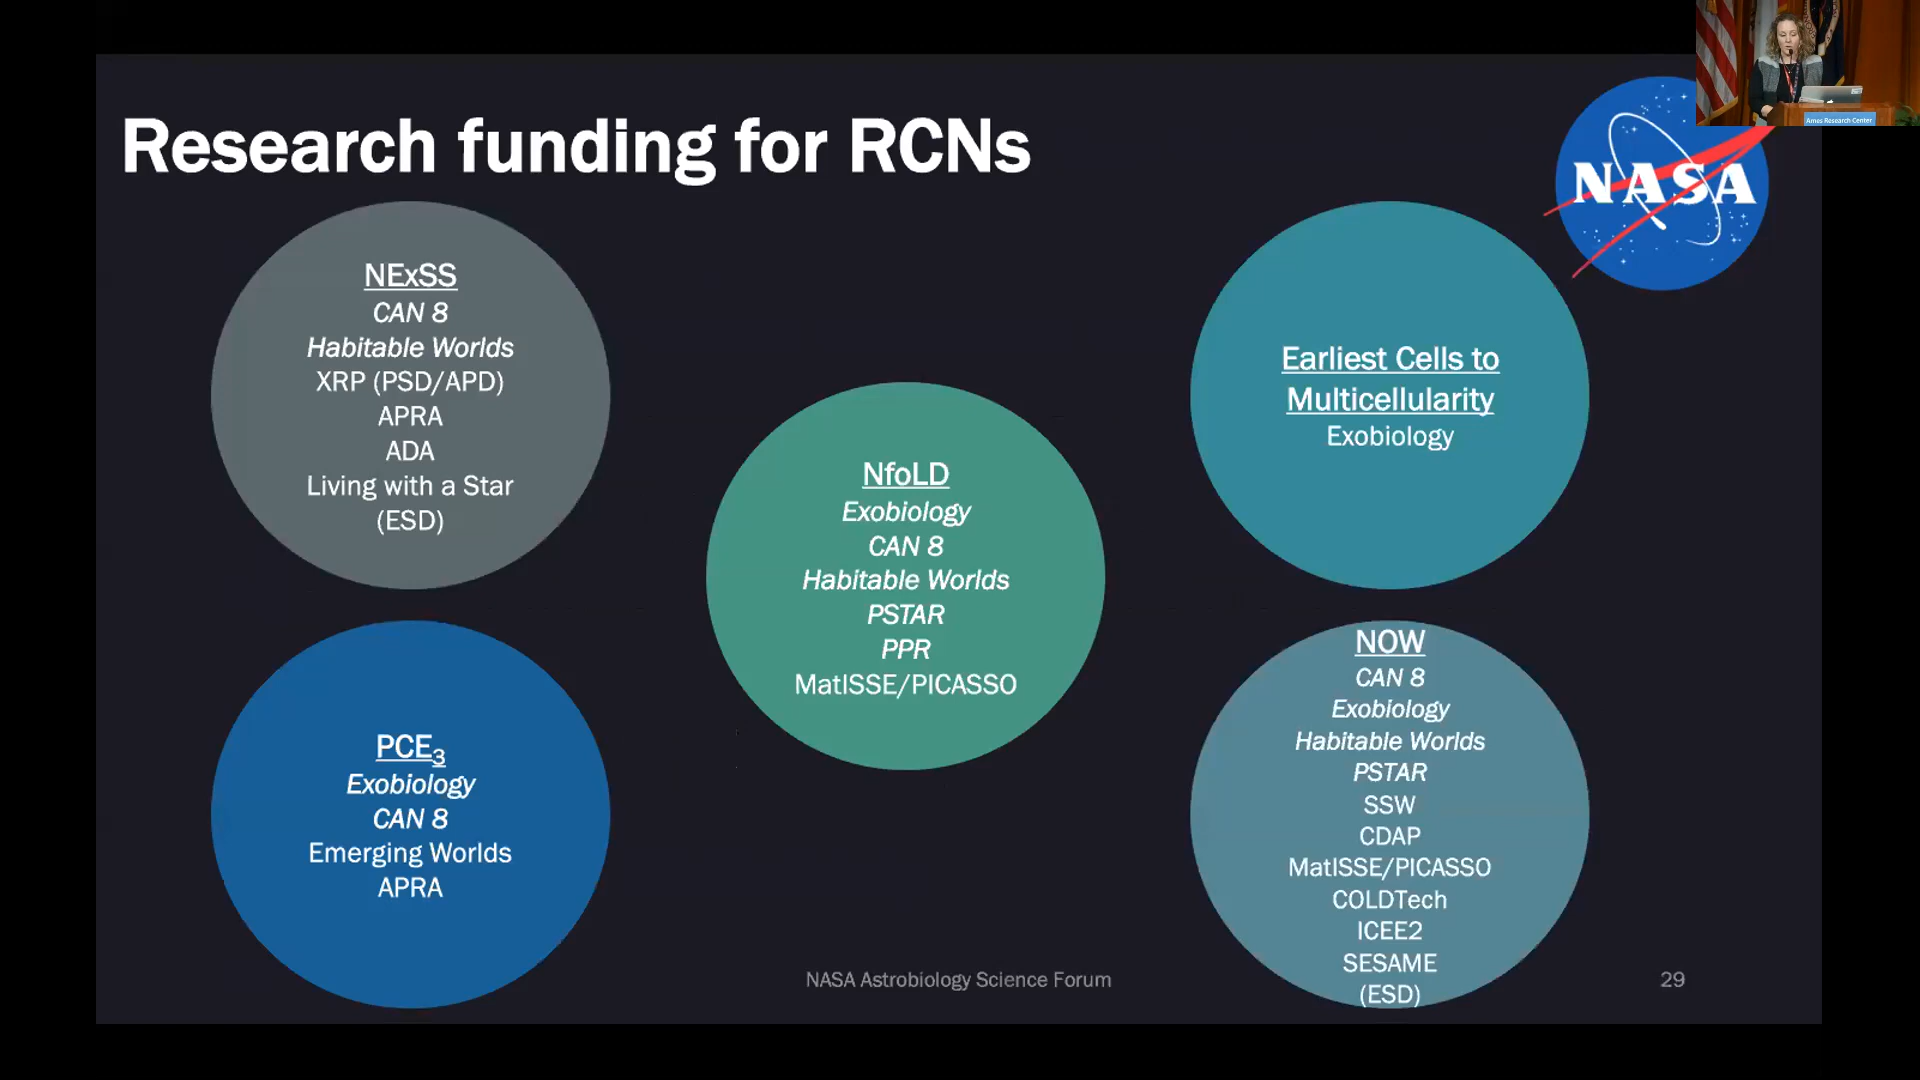 Research funding for RCNs
NASA
Ames Research Center
NExSS
CAN 8
Habitable Worlds
XRP (PSD/APD)
APRA
ADA
Living with a Star
(ESD)
NfoLD
Exobiology
CAN 8
Habitable Worlds
PSTAR
PPR
MatISSE/PICASSO
Earliest Cells to
Multicellularity
Exobiology
PCE3
Exobiology
CAN 8
Emerging Worlds
APRA
NOW
CAN 8
Exobiology
Habitable Worlds
PSTAR
SSW
CDAP
MatISSE/PICASSO
COLDTech
ICEE2
SESAME
(ESD)
NASA Astrobiology Science Forum
29